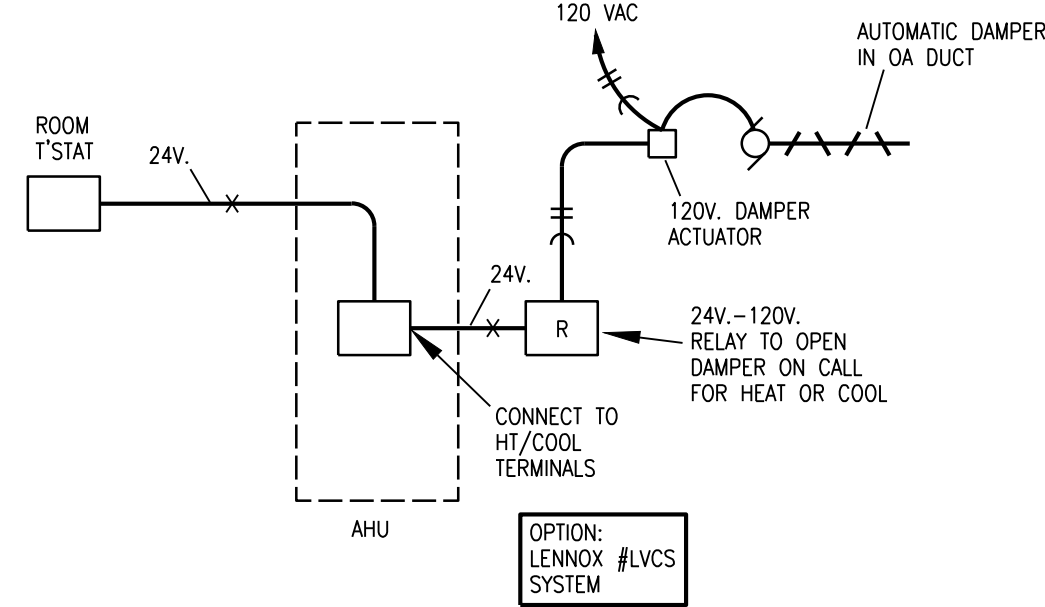 120 VAC
AUTOMATIC DAMPER
IN OA DUCT
ROOM
T'STAT
24V.
120V. DAMPER
ACTUATOR
24V.
R
24V.-120V.
RELAY TO OPEN
DAMPER ON CALL
FOR HEAT OR COOL
CONNECT TO
HT/COOL
TERMINALS
AHU
OPTION:
LENNOX #LVCS
SYSTEM